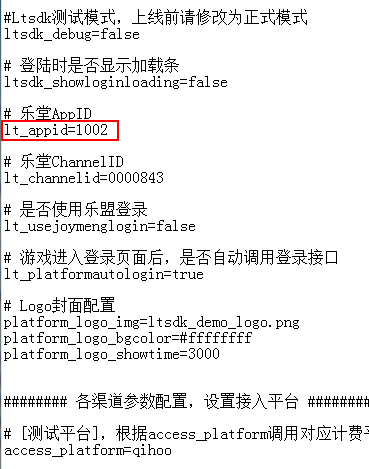 #Ltsdk测试模式，上线前请修改为正式模式
ltsdk_debug=false
# 登陆时是否显示加载条
ltsdk_showloginloading=false
# 乐堂AppID
lt_appid=1002
# 乐堂ChannelID
lt_channelid=0000843
# 是否使用乐盟登录
lt_usejoymenglogin=false
# 游戏进入登录页面后，是否自动调用登录接口
lt_platformautologin=true
# Logo封面配置
platform_logo_img=ltsdk_demo_logo.png
platform_logo_bgcolor=#ffffffff
platform_logo_showtime=3000
######## 各渠道参数配置，设置接入平台 ########
# [测试平台]，根据access_platform调用对应计费
access_platform=qihoo